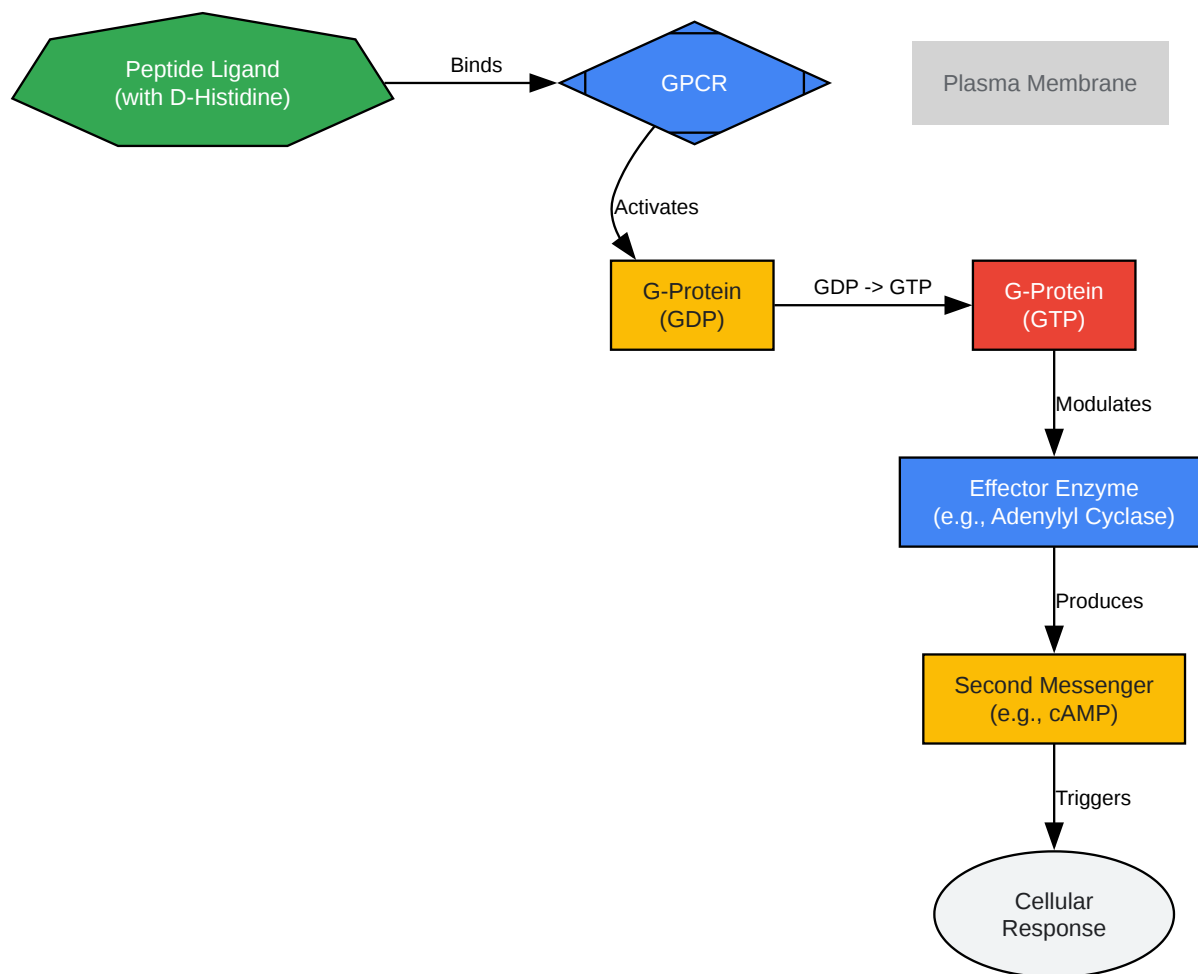 Peptide Ligand
(with D-Histidine)
Binds
GPCR
Plasma Membrane
Activates
G-Protein
(GDP)
GDP -> GTP
G-Protein
(GTP)
Modulates
Effector Enzyme
(e.g., Adenylyl Cyclase)
Produces
Second Messenger
(e.g., cAMP)
Triggers
Cellular
Response